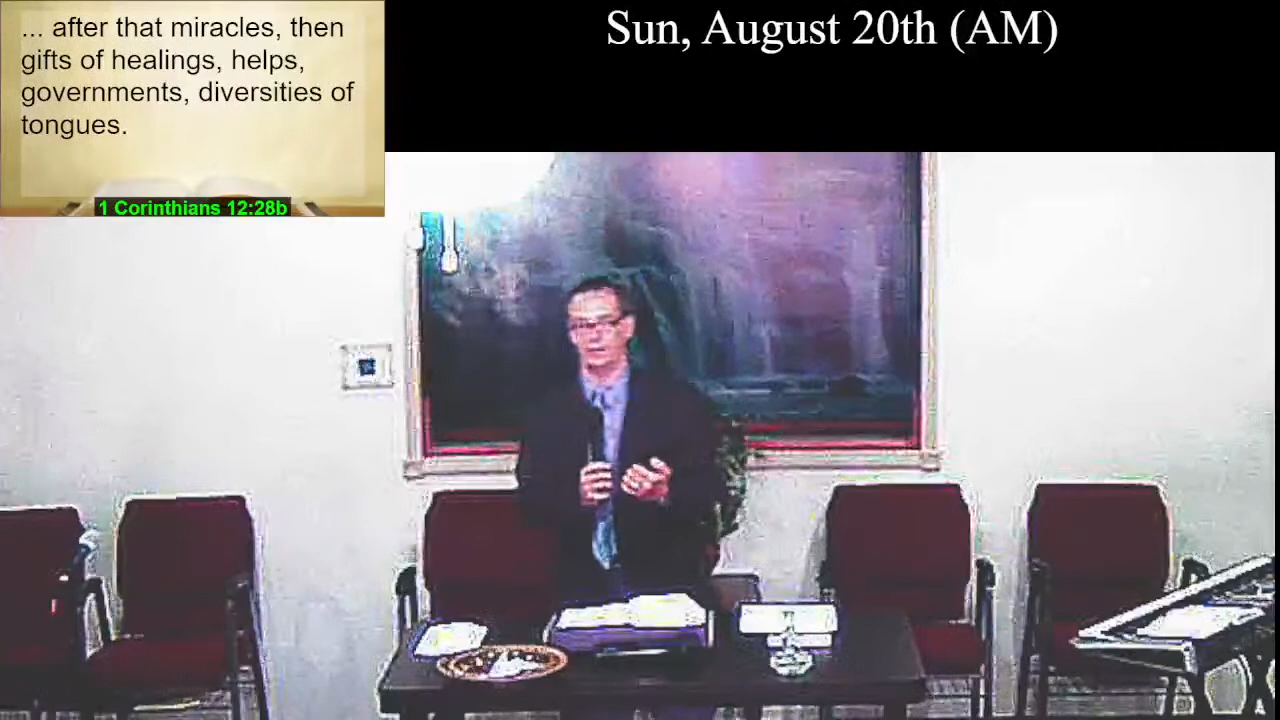 ... after that miracles, then
gifts of healings, helps,
governments, diversities of
tongues.
1 Corinthians 12:28b
Sun, August 20th (AM)